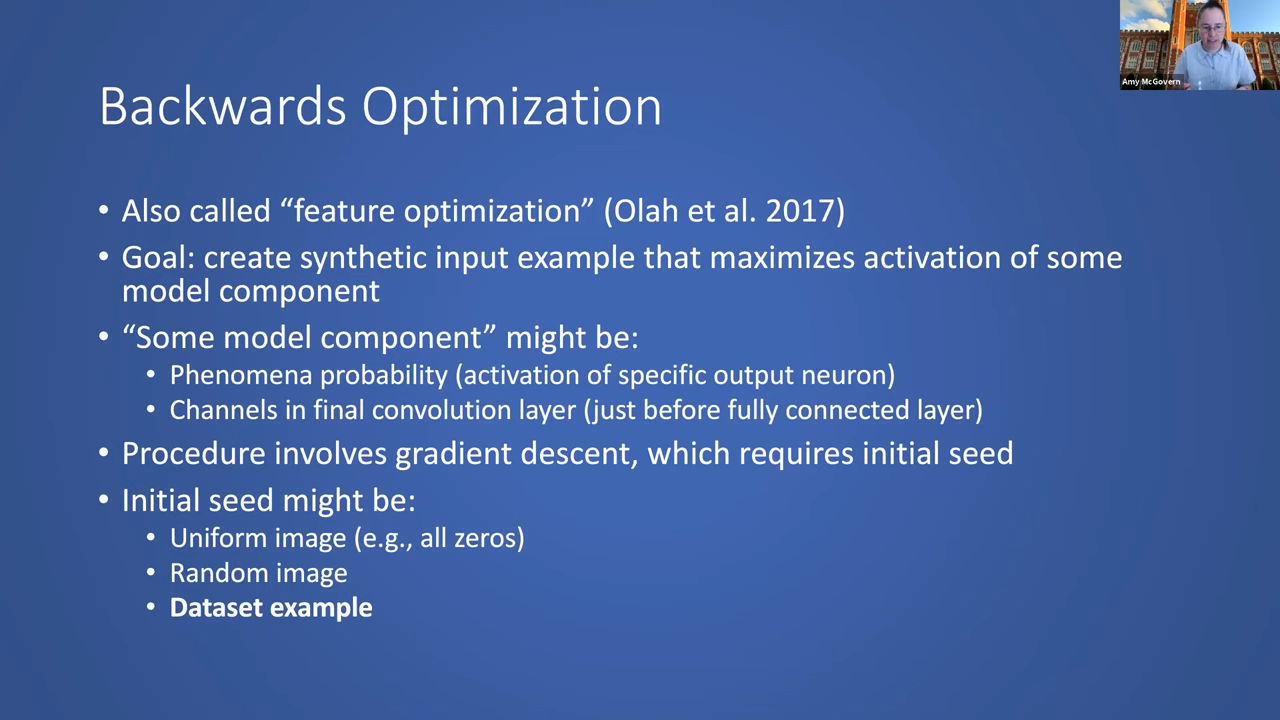 Backwards Optimization
Amy McGovern
• Also called “feature optimization” (Olah et al. 2017)
• Goal: create synthetic input example that maximizes activation of some
model component
• “Some model component” might be:
• Phenomena probability (activation of specific output neuron)
• Channels in final convolution layer (just before fully connected layer)
• Procedure involves gradient descent, which requires initial seed
• Initial seed might be:
• Uniform image (e.g., all zeros)
• Random image
• Dataset example